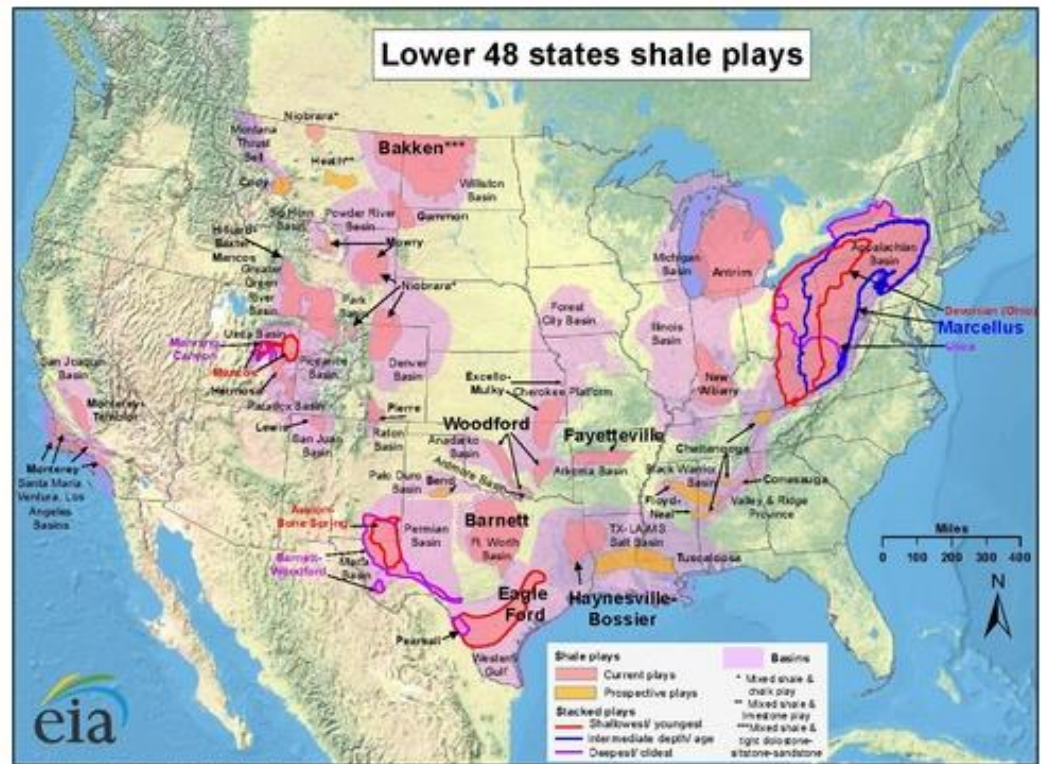 Lower 48 states shale plays
Niobrara*
Montana
Thrust
Belt
Bakken***
Heath**
Cody
Williston
Basin
Big Horn
Basin
Powder River
Basin
Gammon
Hilliard-
Baxter-
Mancos
Mowry
Greater
Green
River
Basin
Niobrara*
Park
Basin
Michigan
Basin
Antrim
Appalachian
Basin
Devonian (Ohio)
Marcellus
Utica
Forest
City Basin
Illinois
Basin
Uinta Basin
Manning
Canyon
Mancos
Piceance
Basin
Denver
Basin
San Joaquin
Basin
Hermosa
Excello-
Mulky
Cherokee Platform
New
Albany
Monterey-
Temblor
Paradox Basin
Pierre
Woodford
Lewis
San Juan
Basin
Raton
Basin
Anadarko
Basin
Fayetteville
Chattanooga
Monterey
Santa Maria,
Ventura, Los
Angeles
Basins
Palo Duro
Basin
Bend
Ardmore Basin
Arkoma Basin
Black Warrior
Basin
Conasauga
Floyd-
Neal
Valley & Ridge
Province
Avalon-
Bone Spring
Permian
Basin
Barnett
Ft. Worth
Basin
TX-LA-MS
Salt Basin
Tuscaloosa
Barnett-
Woodford
Marfa
Basin
Eagle
Ford
Haynesville-
Bossier
Pearsall
Western
Gulf
Miles
0 100 200 300 400
N
Shale plays
Current plays
Prospective plays
Stacked plays
Shallowest/ youngest
Intermediate depth/ age
Deepest/ oldest
Basins
* Mixed shale &
chalk play
** Mixed shale &
limestone play
***Mixed shale &
tight dolostone-
siltstone-sandstone
eia